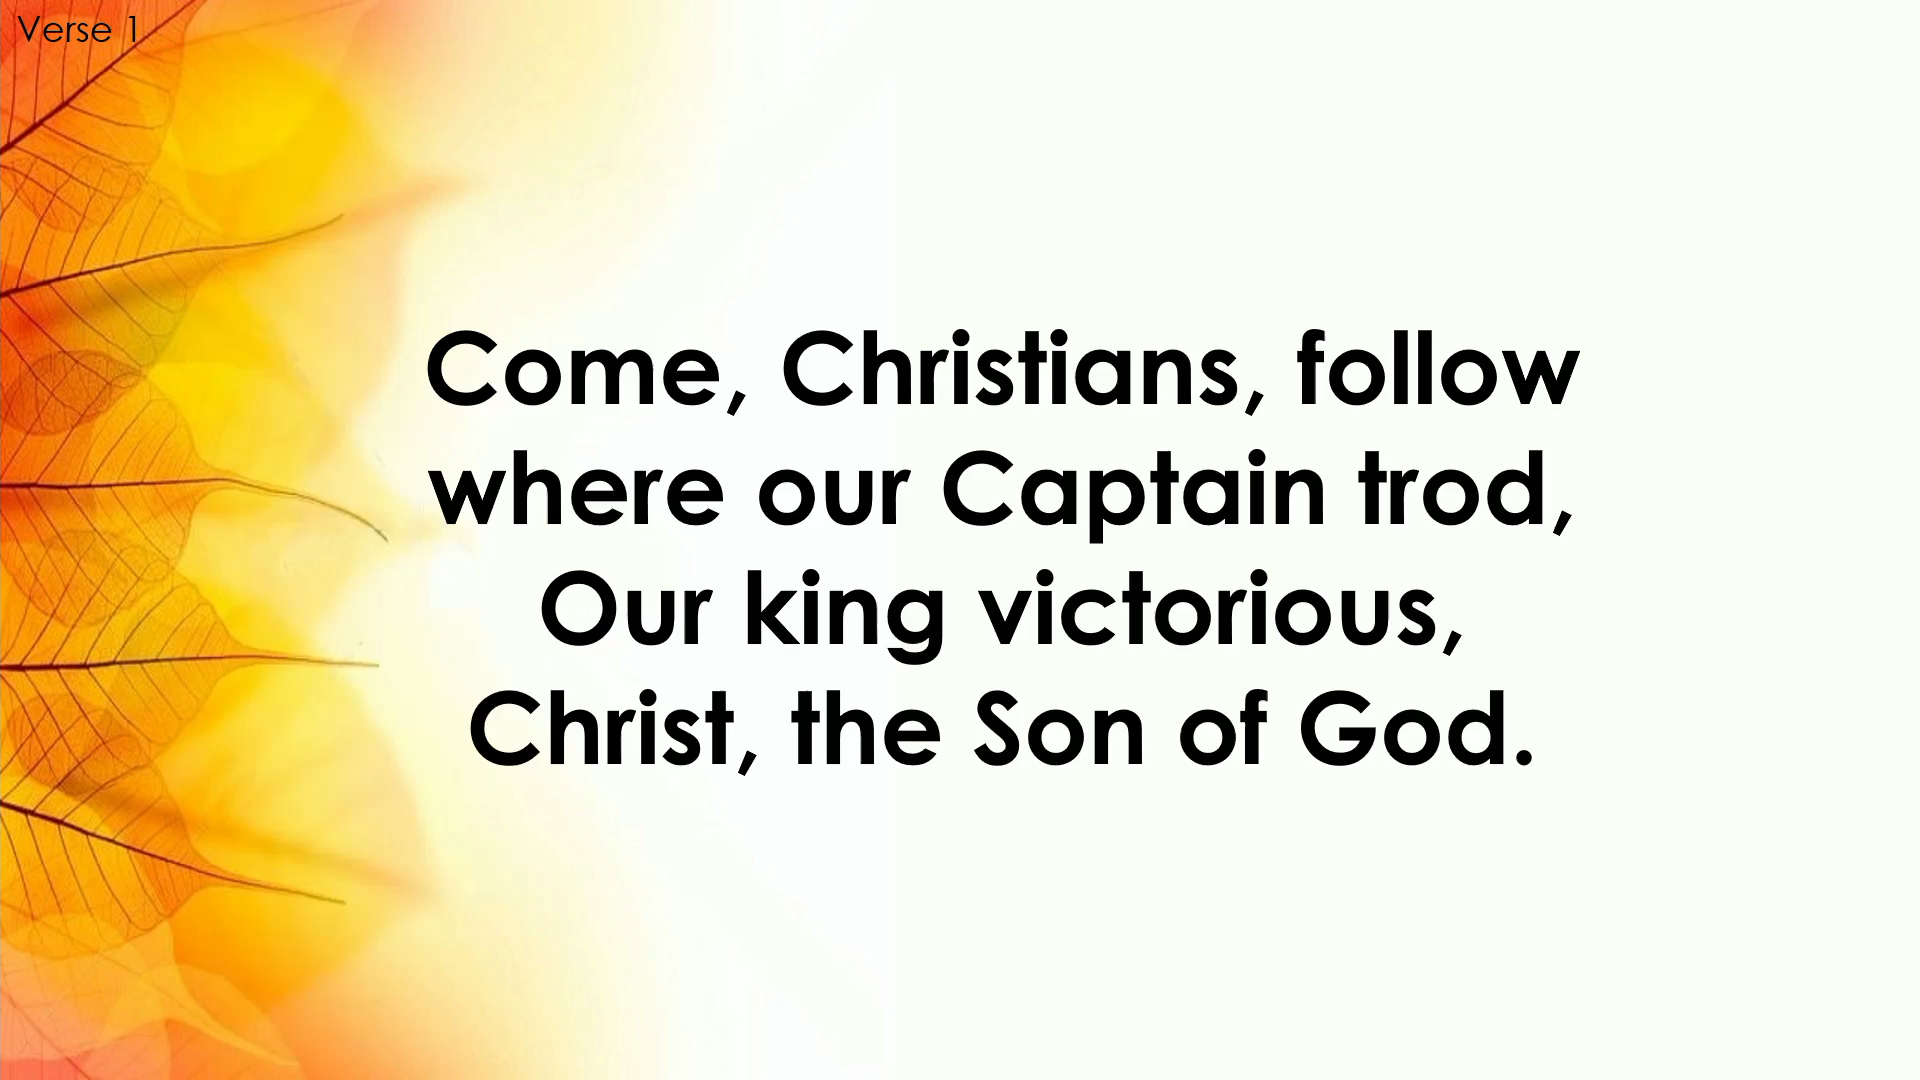 Verse 1
Come, Christians, follow
where our Captain trod,
Our king victorious,
Christ, the Son of God.